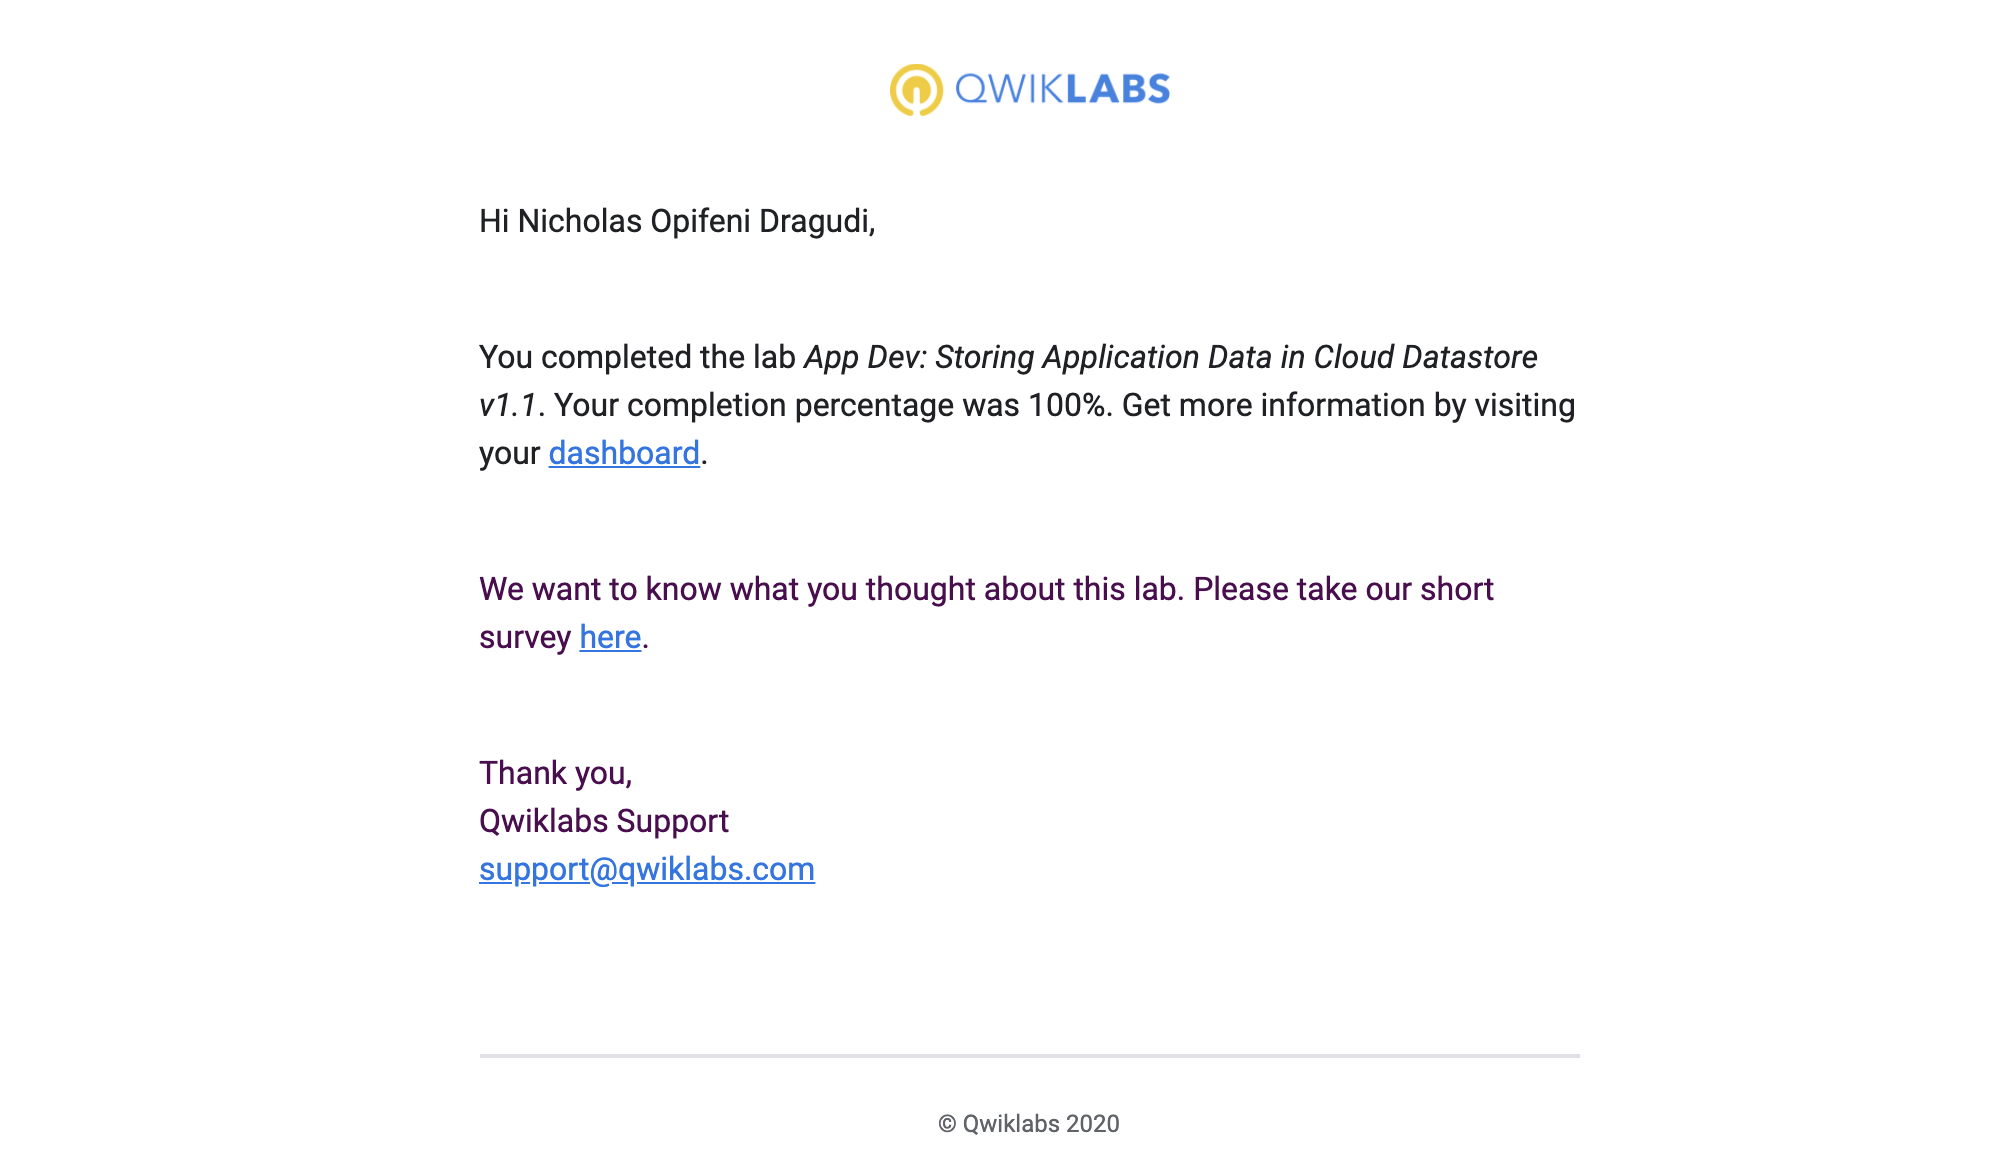 QWIKLABS
Hi Nicholas Opifeni Dragudi,
You completed the lab App Dev: Storing Application Data in Cloud Datastore
v1.1. Your completion percentage was 100%. Get more information by visiting
your dashboard.
We want to know what you thought about this lab. Please take our short
survey here.
Thank you,
Qwiklabs Support
support@qwiklabs.com
© Qwiklabs 2020